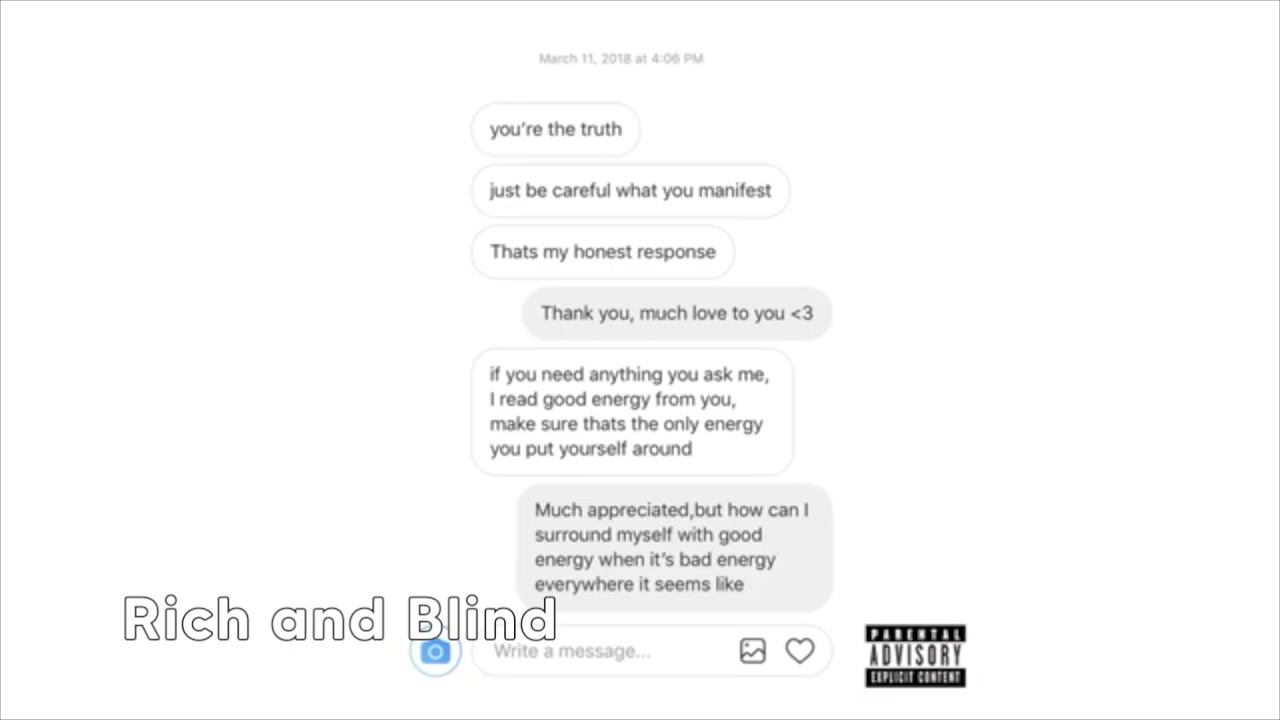 March 11, 2018 at 4:06 PM
you're the truth
just be careful what you manifest
Thats my honest response
Thank you, much love to you <3
if you need anything you ask me,
I read good energy from you,
make sure thats the only energy
you put yourself around
Much appreciated,but how can I
surround myself with good
energy when it's bad energy
everywhere it seems like
Rich and Blind
Write a message...
PARENTAL
ADVISORY
EXPLICIT CONTENT